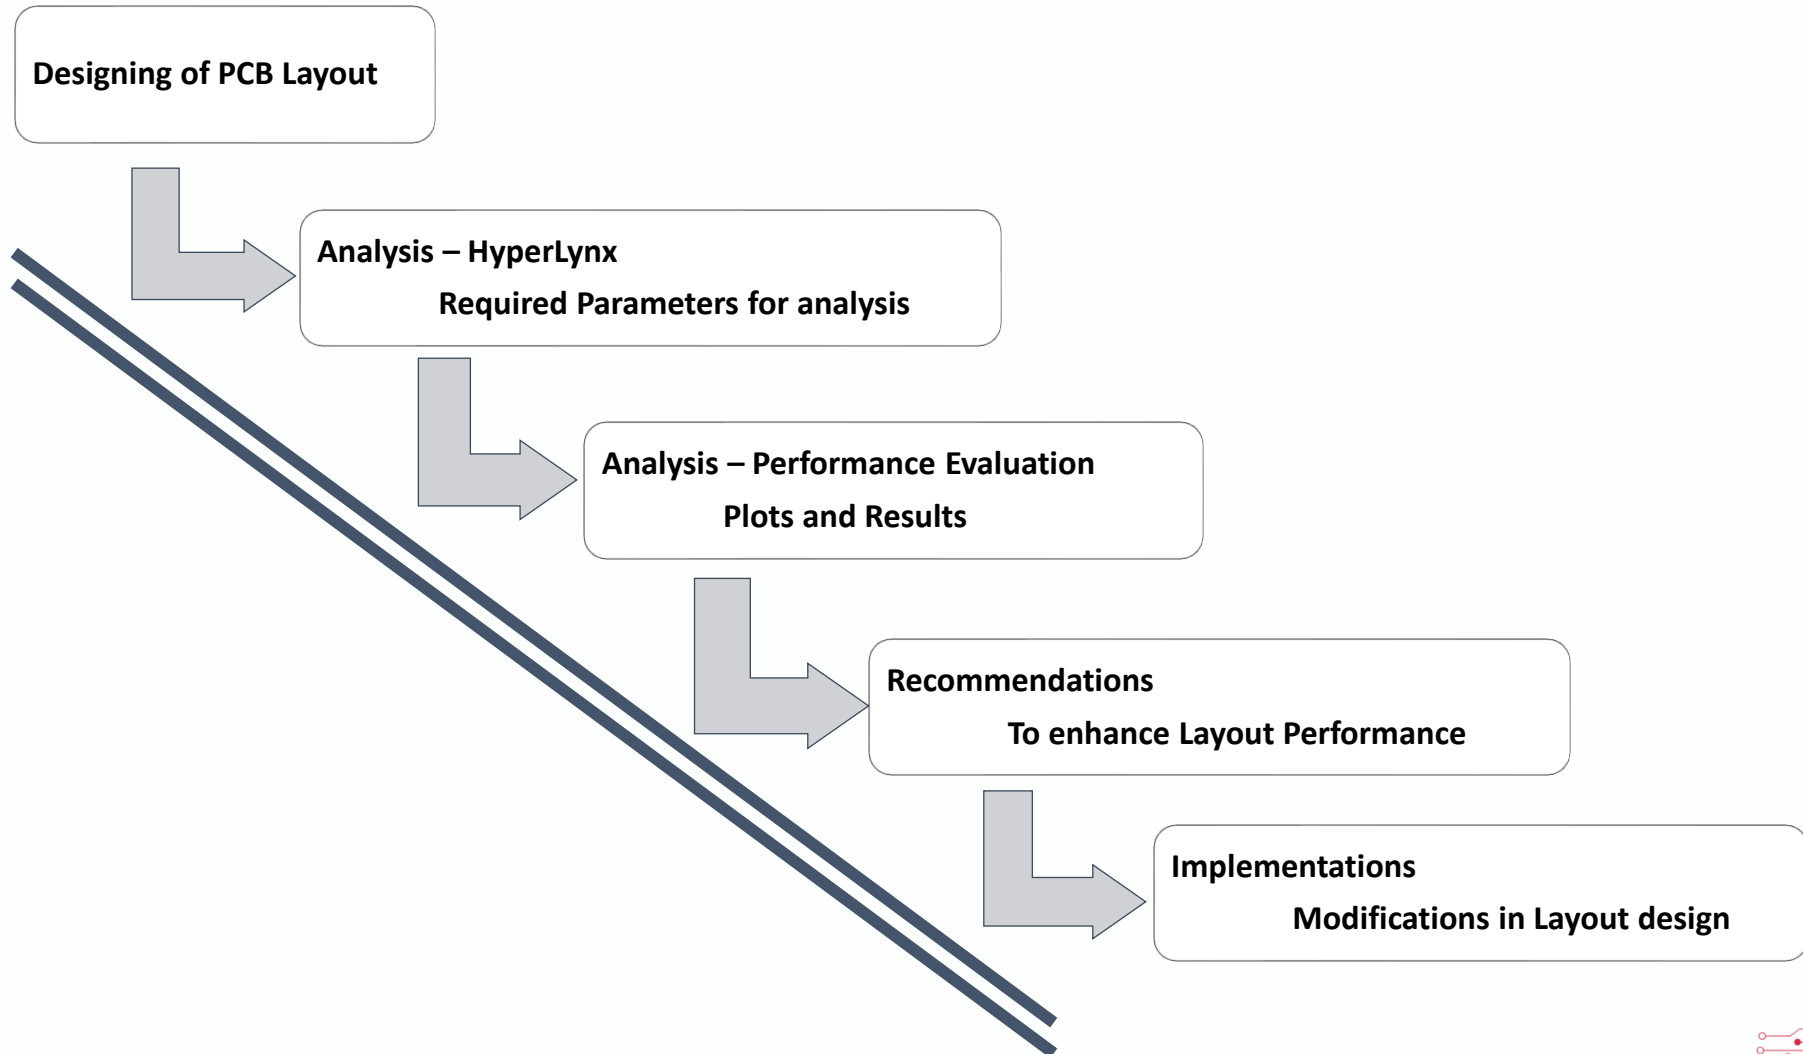 Designing of PCB Layout
Analysis – HyperLynx
Required Parameters for analysis
Analysis – Performance Evaluation
Plots and Results
Recommendations
To enhance Layout Performance
Implementations
Modifications in Layout design